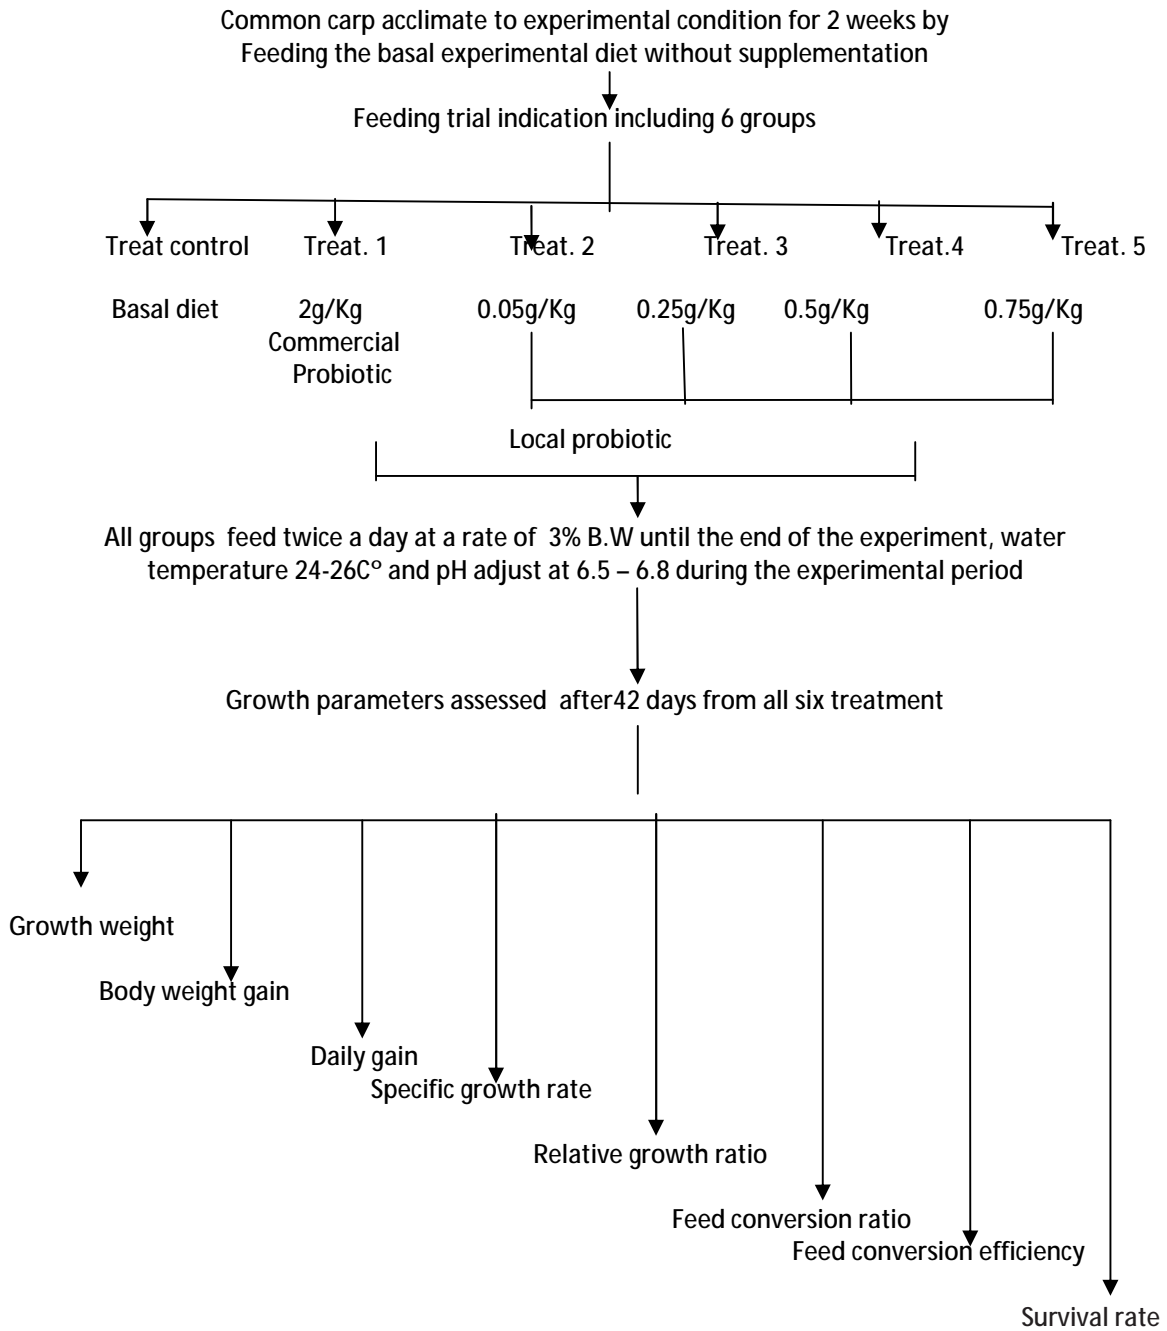 Common carp acclimate to experimental condition for 2 weeks by
Feeding the basal experimental diet without supplementation
Feeding trial indication including 6 groups
Treat control Treat. 1 Treat. 2 Treat. 3 Treat.4 Treat. 5
Basal diet 2g/Kg 0.05g/Kg 0.25g/Kg 0.5g/Kg 0.75g/Kg
Commercial
Probiotic
Local probiotic
All groups feed twice a day at a rate of 3% B.W until the end of the experiment, water
temperature 24-26Cº and pH adjust at 6.5 – 6.8 during the experimental period
Growth parameters assessed after42 days from all six treatment
Growth weight
Body weight gain
Daily gain
Specific growth rate
Relative growth ratio
Feed conversion ratio
Feed conversion efficiency
Survival rate